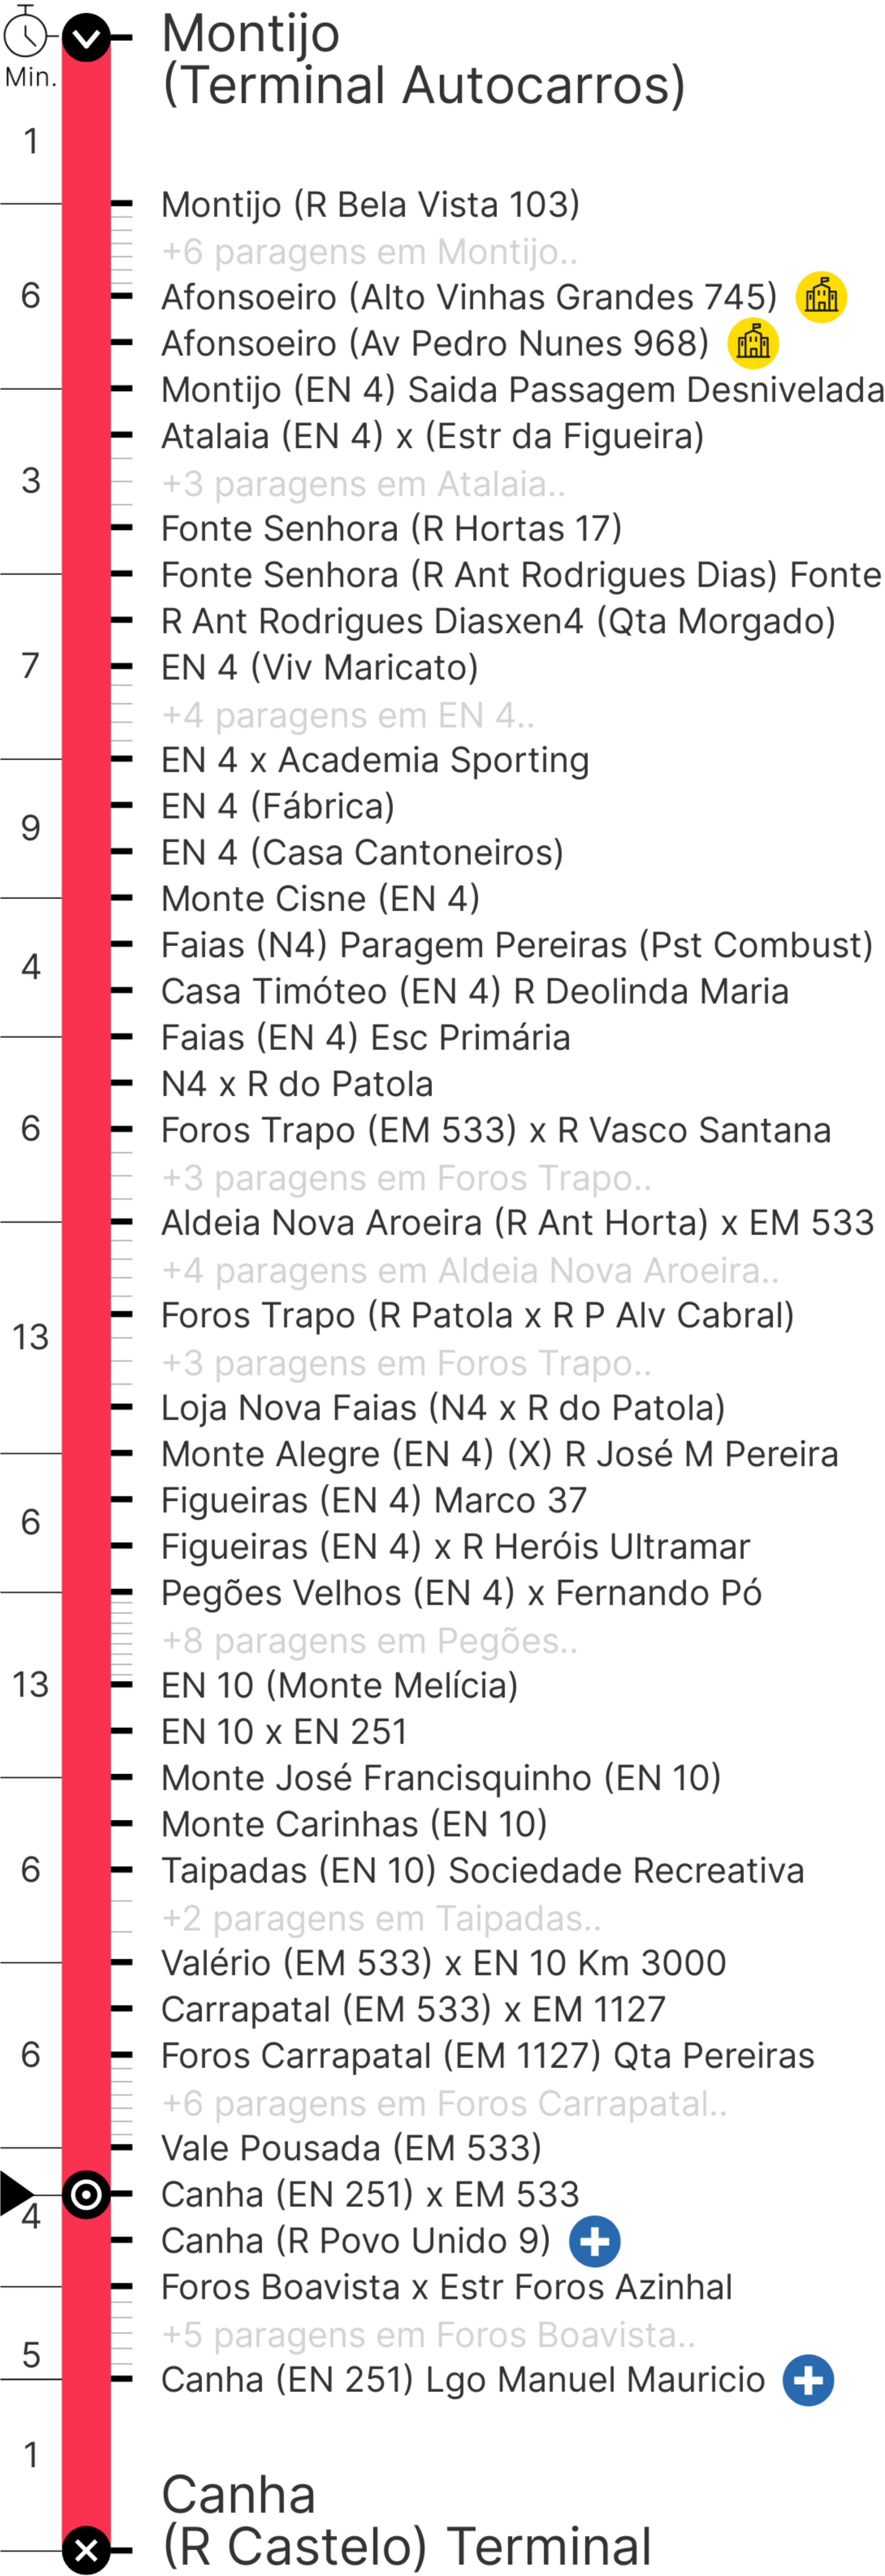 Montijo
(Terminal Autocarros)
Min.
1
Montijo (R Bela Vista 103)
+6 paragens em Montijo..
6
Afonsoeiro (Alto Vinhas Grandes 745)
Afonsoeiro (Av Pedro Nunes 968)
Montijo (EN 4) Saida Passagem Desnivelada
Atalaia (EN 4) x (Estr da Figueira)
3
+3 paragens em Atalaia..
Fonte Senhora (R Hortas 17)
Fonte Senhora (R Ant Rodrigues Dias) Fonte
R Ant Rodrigues Diasxen4 (Qta Morgado)
7
EN 4 (Viv Maricato)
+4 paragens em EN 4..
EN 4 x Academia Sporting
EN 4 (Fábrica)
9
EN 4 (Casa Cantoneiros)
Monte Cisne (EN 4)
Faias (N4) Paragem Pereiras (Pst Combust)
4
Casa Timóteo (EN 4) R Deolinda Maria
Faias (EN 4) Esc Primária
N4 x R do Patola
6
Foros Trapo (EM 533) x R Vasco Santana
+3 paragens em Foros Trapo..
Aldeia Nova Aroeira (R Ant Horta) x EM 533
+4 paragens em Aldeia Nova Aroeira..
Foros Trapo (R Patola x R P Alv Cabral)
13
+3 paragens em Foros Trapo..
Loja Nova Faias (N4 x R do Patola)
Monte Alegre (EN 4) (X) R José M Pereira
Figueiras (EN 4) Marco 37
6
Figueiras (EN 4) x R Heróis Ultramar
Pegões Velhos (EN 4) x Fernando Pó
+8 paragens em Pegões..
13
EN 10 (Monte Melícia)
EN 10 x EN 251
Monte José Francisquinho (EN 10)
Monte Carinhas (EN 10)
6
Taipadas (EN 10) Sociedade Recreativa
+2 paragens em Taipadas..
Valério (EM 533) x EN 10 Km 3000
Carrapatal (EM 533) x EM 1127
6
Foros Carrapatal (EM 1127) Qta Pereiras
+6 paragens em Foros Carrapatal..
Vale Pousada (EM 533)
Canha (EN 251) x EM 533
4
Canha (R Povo Unido 9)
Foros Boavista x Estr Foros Azinhal
+5 paragens em Foros Boavista..
5
Canha (EN 251) Lgo Manuel Mauricio
1
Canha
(R Castelo) Terminal